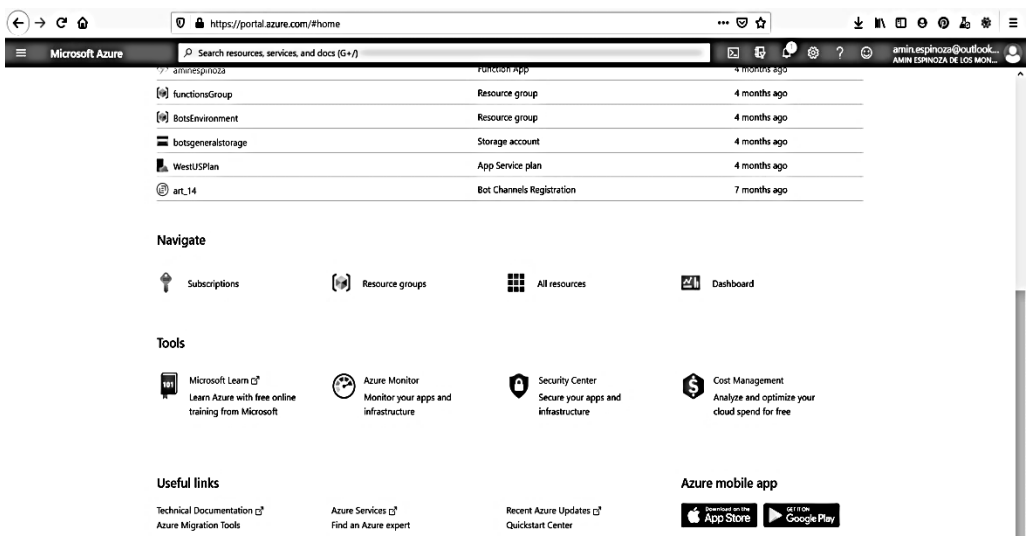 https://portal.azure.com/#home
Microsoft Azure
Search resources, services, and docs (G+/)
1
?
amin.espinoza@outlook...
AMIN ESPINOZA DE LOS MON...
aminespinoza Function App 4 months ago
functionsGroup Resource group 4 months ago
BotsEnvironment Resource group 4 months ago
botsgeneralstorage Storage account 4 months ago
WestUSPlan App Service plan 4 months ago
art_14 Bot Channels Registration 7 months ago
Navigate
Subscriptions Resource groups All resources Dashboard
Tools
101
Microsoft Learn
Learn Azure with free online
training from Microsoft
Azure Monitor
Monitor your apps and
infrastructure
Security Center
Secure your apps and
infrastructure
Cost Management
Analyze and optimize your
cloud spend for free
Useful links
Technical Documentation Azure Services Recent Azure Updates
Azure Migration Tools Find an Azure expert Quickstart Center
Azure mobile app
Download on the
App Store
GET IT ON
Google Play